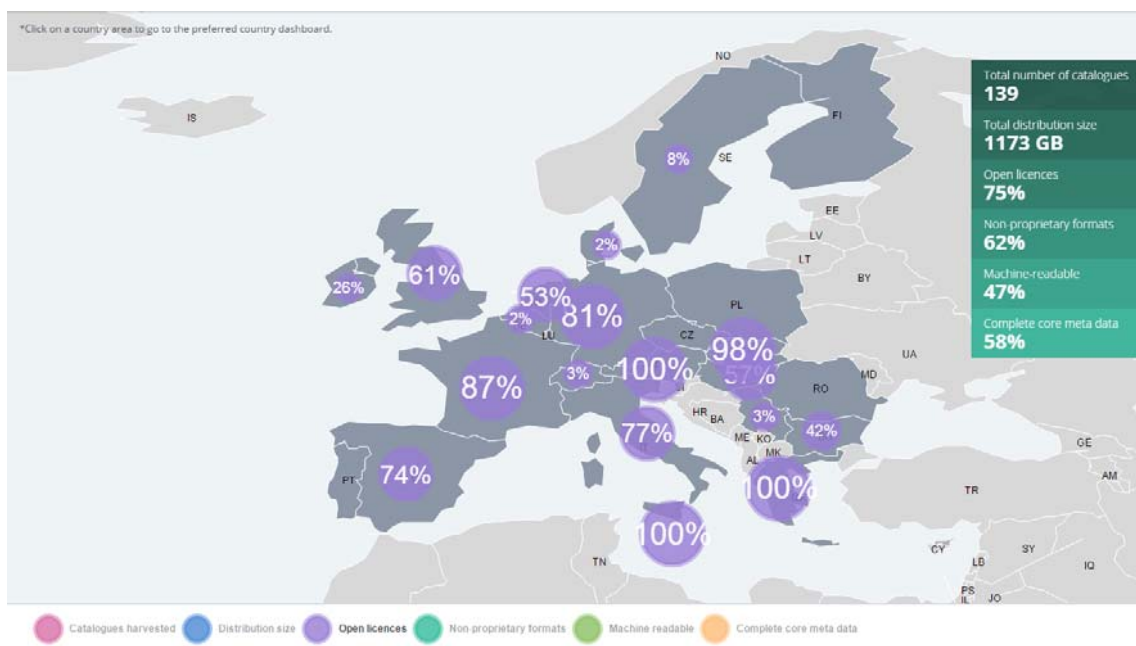 *Click on a country area to go to the preferred country dashboard.
Total number of catalogues
139
Total distribution size
1173 GB
Open licences
75%
Non-proprietary formats
62%
Machine-readable
47%
Complete core meta data
58%
NO
IS
FI
SE
8%
EE
LV
LT
BY
2%
61%
26%
53%
2%
81%
LU
PL
CZ
98%
57%
UA
MD
100%
3%
87%
RO
HR
BA
3%
42%
77%
ME
KO
MK
AL
GE
AM
PT
74%
100%
TR
100%
TN
CY
SY
LB
IQ
PS
IL
JO
Catalogues harvested
Distribution size
Open licences
Non-proprietary formats
Machine readable
Complete core meta data